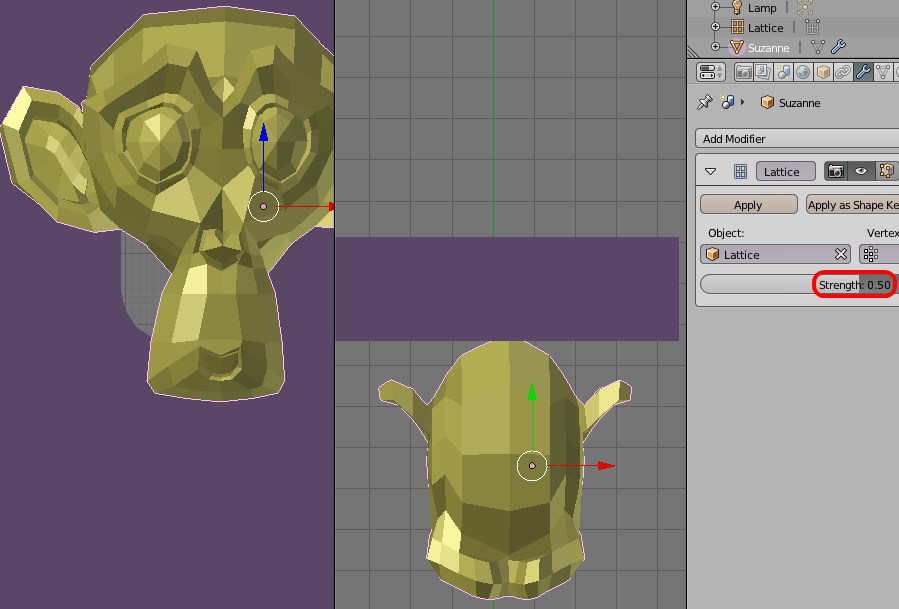 Lamp
Lattice
Suzanne
Suzanne
Add Modifier
Lattice
Apply
Apply as Shape Ke
Object:
Vertex
Lattice
Strength: 0.50